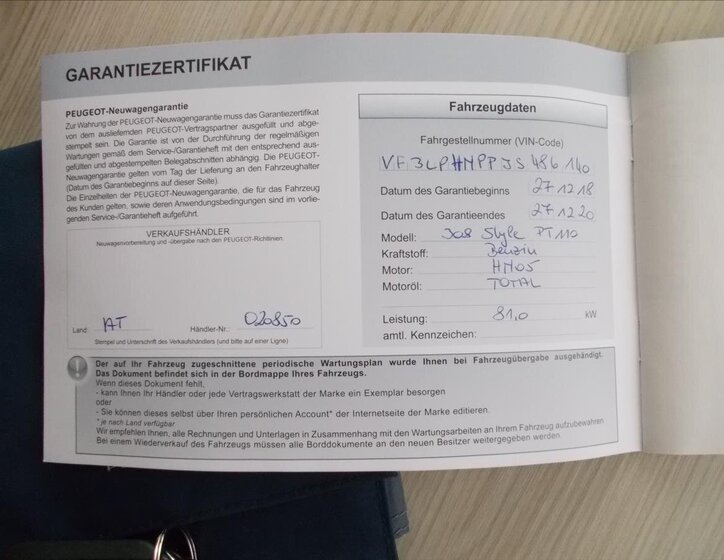 GARANTIEZERTIFIKAT
PEUGEOT-Neuwagengarantie
Zur Wahrung der PEUGEOT-Neuwagengarantie muss das Garantiezertifikat
von dem ausliefernden PEUGEOT-Vertragspartner ausgefüllt und abge-
stempelt sein. Die Garantie ist von der Durchführung der regelmäßigen
Wartungen gemäß dem Service-/Garantieheft mit den entsprechend aus-
gefüllten und abgestempelten Belegabschnitten abhängig. Die PEUGEOT-
Neuwagengarantie gelten vom Tag der Lieferung an den Fahrzeughalter
(Datum des Garantiebeginns auf dieser Seite).
Die Einzelheiten der PEUGEOT-Neuwagengarantie, die für das Fahrzeug
des Kunden gelten, sowie deren Anwendungsbedingungen sind im vorlie-
genden Service-/Garantieheft aufgeführt.
VERKAUFSHÄNDLER
Neuwagenvorbereitung und -übergabe nach den PEUGEOT-Richtlinien.
Land: AT Händler-Nr.: 020850
Stempel und Unterschrift des Verkaufshändlers (und bitte auf einer Ligne)
Fahrzeugdaten
Fahrgestellnummer (VIN-Code)
VF3LPHNPPJS486140
Datum des Garantiebeginns 27 12 18
Datum des Garantieendes 27 12 20
Modell: 308 Style PT110
Kraftstoff: Benzin
Motor: HN05
Motoröl: TOTAL
Leistung: 81,0 kW
amtl. Kennzeichen:
Der auf Ihr Fahrzeug zugeschnittene periodische Wartungsplan wurde Ihnen bei Fahrzeugübergabe ausgehändigt.
Das Dokument befindet sich in der Bordmappe Ihres Fahrzeugs.
Wenn dieses Dokument fehlt,
- kann Ihnen Ihr Händler oder jede Vertragswerkstatt der Marke ein Exemplar besorgen
oder
- Sie können dieses selbst über Ihren persönlichen Account* der Internetseite der Marke editieren.
* je nach Land verfügbar
Wir empfehlen Ihnen, alle Rechnungen und Unterlagen in Zusammenhang mit den Wartungsarbeiten an Ihrem Fahrzeug aufzubewahren
Bei einem Wiederverkauf des Fahrzeugs müssen alle Borddokumente an den neuen Besitzer weitergegeben werden.